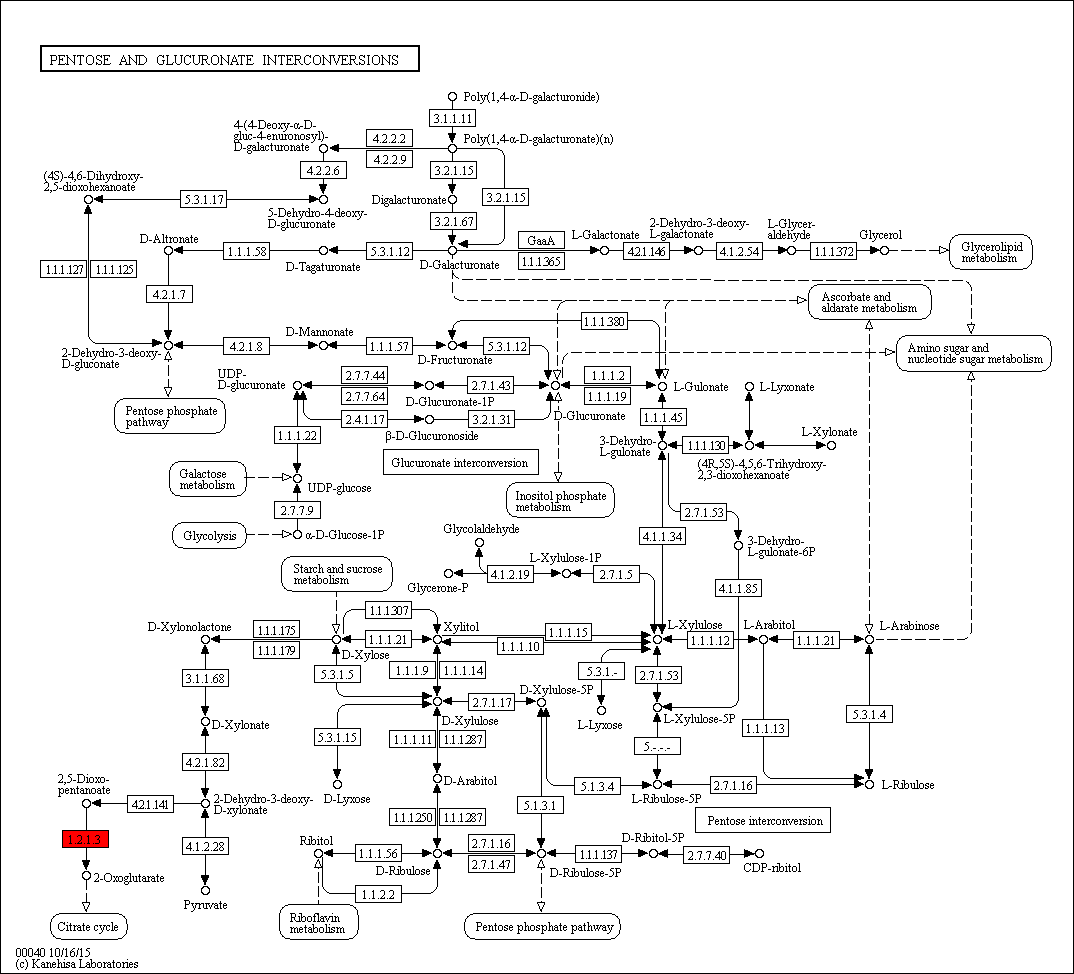 PENTOSE AND GLUCURONATE INTERCONVERSIONS
Poly(1,4-α-D-galacturonide)
3.1.1.11
4-(4-Deoxy-α-D-
gluc-4-enuronosyl)-
D-galacturonate
4.2.2.2
4.2.2.9
Poly(1,4-α-D-galacturonate)(n)
4.2.2.6
3.2.1.15
3.2.1.15
(4S)-4,6-Dihydroxy-
2,5-dioxohexanoate
5.3.1.17
5-Dehydro-4-deoxy-
D-glucuronate
Digalacturonate
3.2.1.67
D-Altronate
1.1.1.58
D-Tagaturonate
5.3.1.12
D-Galacturonate
GaaA
1.1.1365
L-Galactonate
4.2.1.146
2-Dehydro-3-deoxy-
L-galactonate
4.1.2.54
L-Glycer-
aldehyde
1.1.1372
Glycerol
Glycerolipid
metabolism
1.1.1.127
1.1.1.125
4.2.1.7
Ascorbate and
aldarate metabolism
1.1.1.380
2-Dehydro-3-deoxy-
D-gluconate
4.2.1.8
D-Mannonate
1.1.1.57
D-Fructuronate
5.3.1.12
Amino sugar and
nucleotide sugar metabolism
Pentose phosphate
pathway
UDP-
D-glucuronate
2.7.7.44
2.7.7.64
D-Glucuronate-1P
2.7.1.43
D-Glucuronate
1.1.1.2
1.1.1.19
L-Gulonate
L-Lyxonate
2.4.1.17
β-D-Glucuronoside
3.2.1.31
1.1.1.45
1.1.1.22
Glucuronate interconversion
3-Dehydro-
L-gulonate
1.1.1.130
L-Xylonate
(4R,5S)-4,5,6-Trihydroxy-
2,3-dioxohexanoate
Galactose
metabolism
UDP-glucose
Inositol phosphate
metabolism
2.7.7.9
2.7.1.53
Glycolysis
α-D-Glucose-1P
Glycolaldehyde
4.1.1.34
3-Dehydro-
L-gulonate-6P
Starch and sucrose
metabolism
Glycerone-P
4.1.2.19
L-Xylulose-1P
2.7.1.5
4.1.1.85
1.1.1307
D-Xylonolactone
1.1.1.175
1.1.1.179
D-Xylose
1.1.1.21
Xylitol
1.1.1.15
1.1.1.10
L-Xylulose
1.1.1.12
L-Arabitol
1.1.1.21
L-Arabinose
3.1.1.68
5.3.1.5
1.1.1.9
1.1.1.14
5.3.1.-
2.7.1.53
D-Xylonate
D-Xylulose
2.7.1.17
D-Xylulose-5P
L-Lyxose
L-Xylulose-5P
5.3.1.4
5.3.1.15
1.1.1.11
1.1.1287
5.-.-.-
1.1.1.13
4.2.1.82
2,5-Dioxo-
pentanoate
D-Lyxose
D-Arabitol
5.1.3.4
L-Ribulose-5P
2.7.1.16
L-Ribulose
4.2.1.141
2-Dehydro-3-deoxy-
D-xylonate
5.1.3.1
1.1.1250
1.1.1287
Pentose interconversion
1.2.1.3
4.1.2.28
Ribitol
1.1.1.56
D-Ribulose
2.7.1.16
2.7.1.47
D-Ribulose-5P
1.1.1.137
D-Ribitol-5P
2.7.7.40
CDP-ribitol
2-Oxoglutarate
1.1.2.2
Pyruvate
Citrate cycle
Riboflavin
metabolism
Pentose phosphate pathway
00040 10/16/15
(c) Kanehisa Laboratories